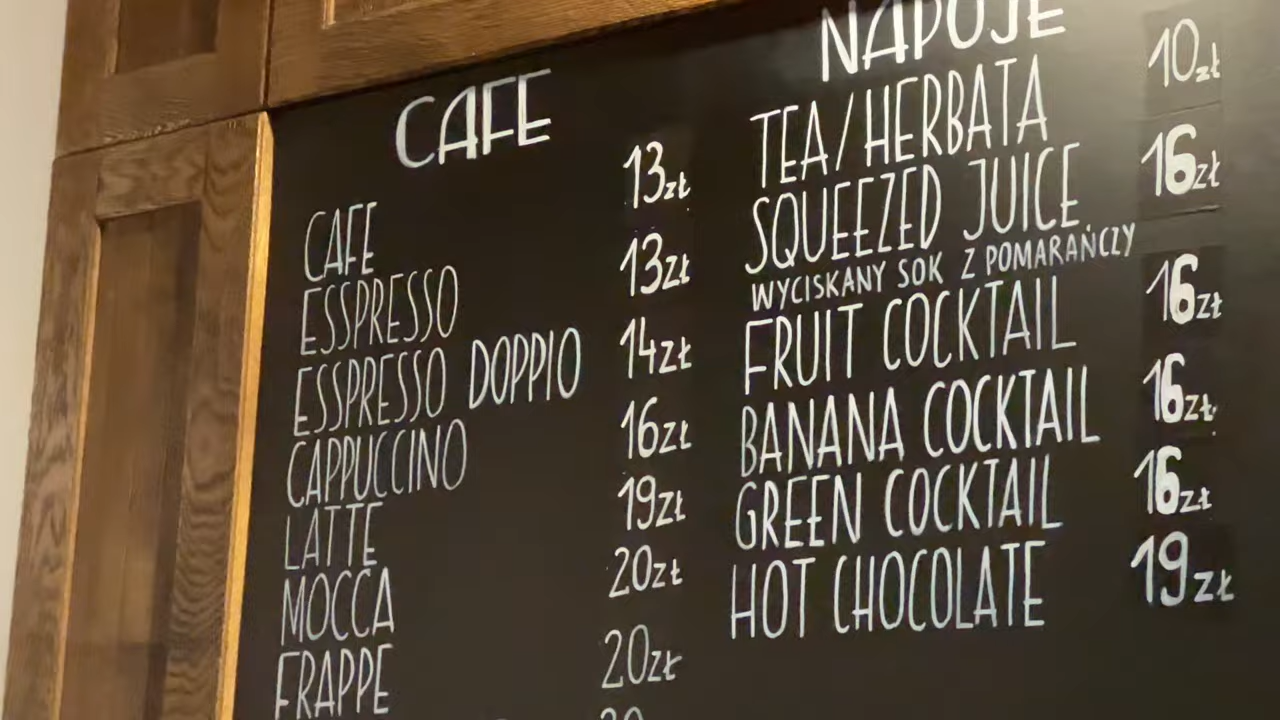 CAFE
CAFE 13zł
ESSPRESSO 13zł
ESSPRESSO DOPPIO 14zł
CAPPUCCINO 16zł
LATTE 19zł
MOCCA 20zł
FRAPPE 20zł
NAPOJE
TEA/HERBATA 10zł
SQUEEZED JUICE 16zł
WYCISKANY SOK Z POMARAŃCZY
FRUIT COCKTAIL 16zł
BANANA COCKTAIL 16zł
GREEN COCKTAIL 16zł
HOT CHOCOLATE 19zł